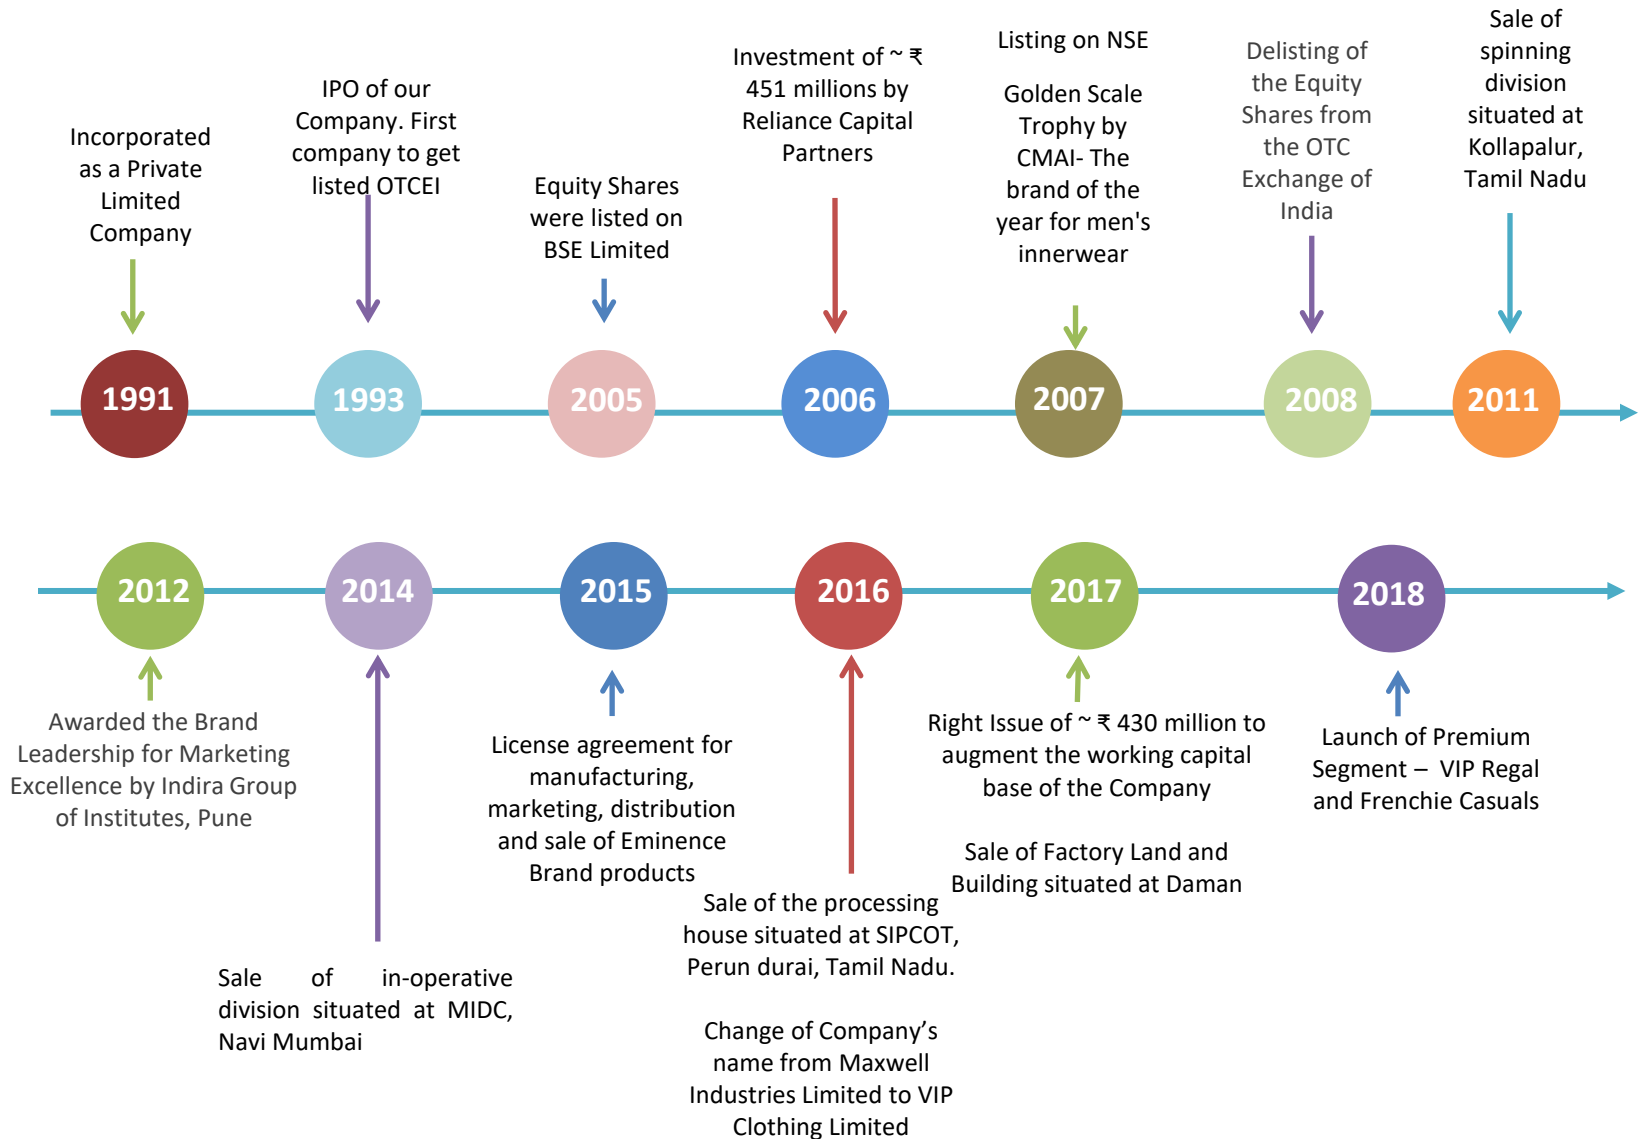 Incorporated
as a Private
Limited
Company
IPO of our
Company. First
company to get
listed OTCEI
Equity Shares
were listed on
BSE Limited
Investment of ~ ₹
451 millions by
Reliance Capital
Partners
Listing on NSE
Golden Scale
Trophy by
CMAI- The
brand of the
year for men's
innerwear
Delisting of
the Equity
Shares from
the OTC
Exchange of
India
Sale of
spinning
division
situated at
Kollapalur,
Tamil Nadu
1991
1993
2005
2006
2007
2008
2011
2012
2014
2015
2016
2017
2018
Awarded the Brand
Leadership for Marketing
Excellence by Indira Group
of Institutes, Pune
Sale of in-operative
division situated at MIDC,
Navi Mumbai
License agreement for
manufacturing,
marketing, distribution
and sale of Eminence
Brand products
Sale of the processing
house situated at SIPCOT,
Perun durai, Tamil Nadu.
Change of Company’s
name from Maxwell
Industries Limited to VIP
Clothing Limited
Right Issue of ~ ₹ 430 million to
augment the working capital
base of the Company
Sale of Factory Land and
Building situated at Daman
Launch of Premium
Segment – VIP Regal
and Frenchie Casuals